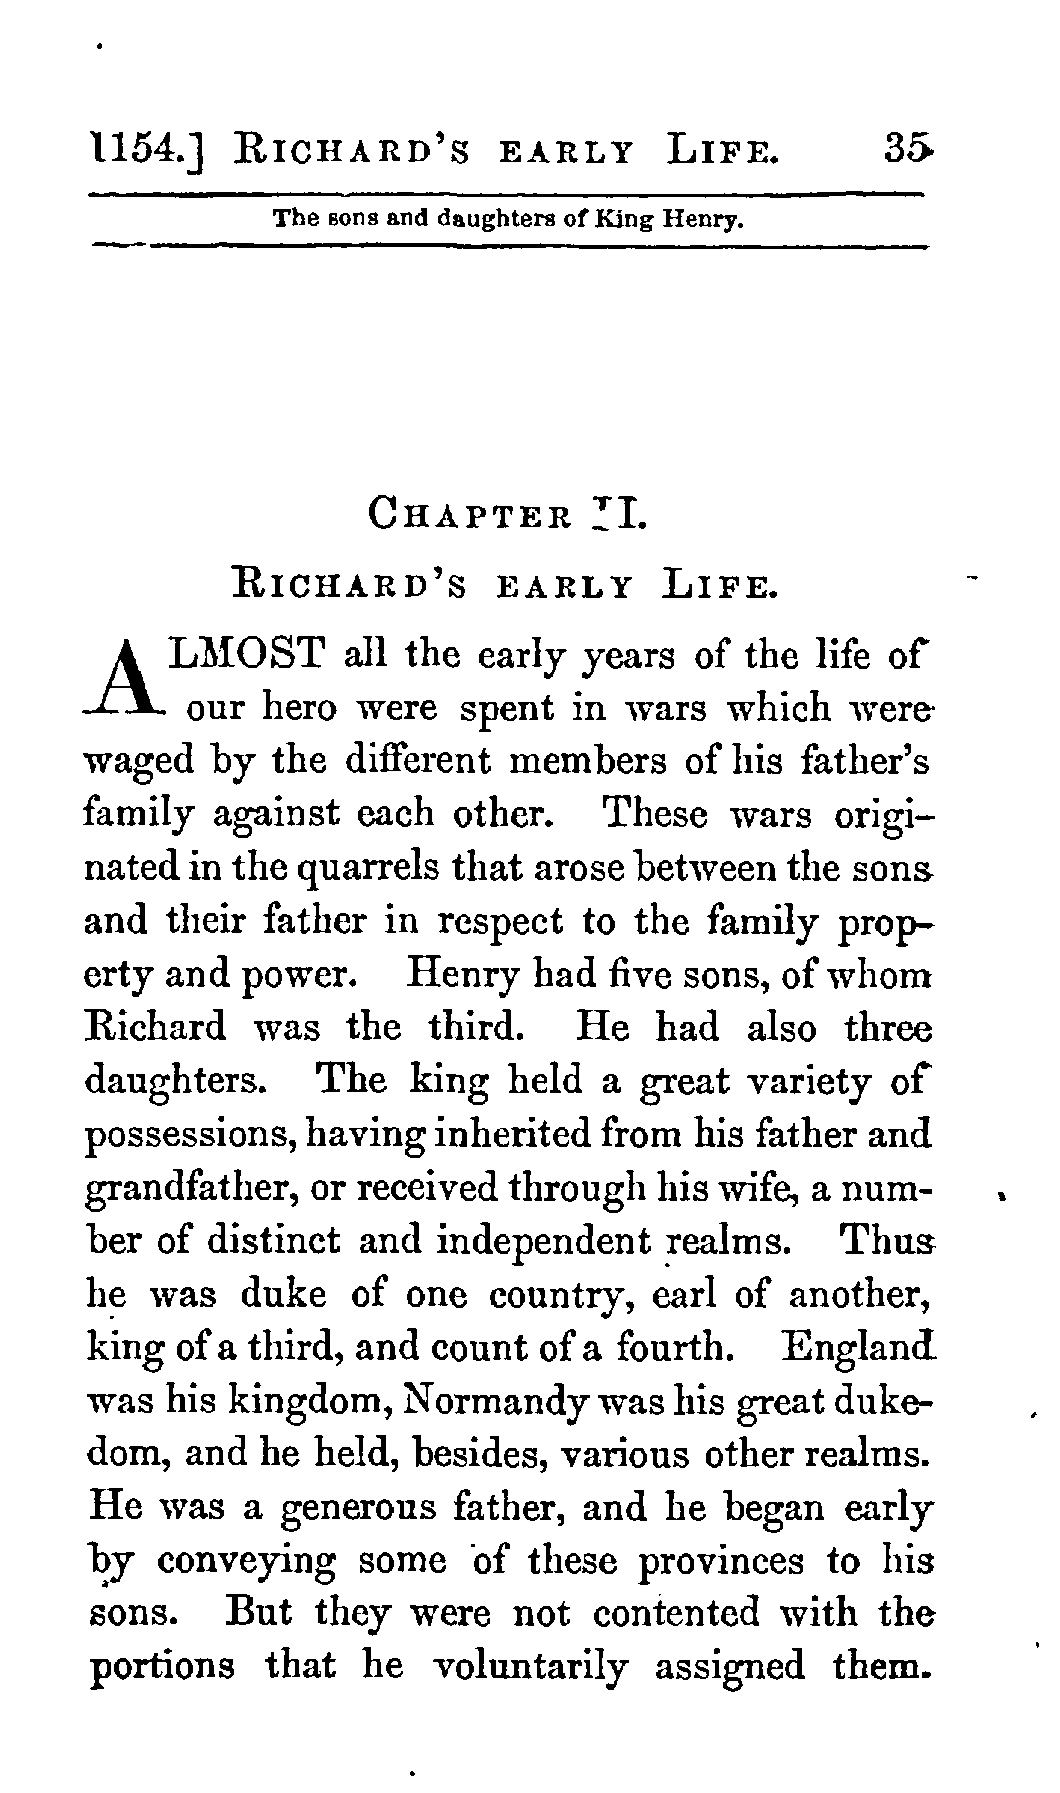 1154.] RICHARD'S EARLY LIFE. 35
The sons and daughters of King Henry.
CHAPTER II.
RICHARD'S EARLY LIFE.
ALMOST all the early years of the life of
our hero were spent in wars which were
waged by the different members of his father's
family against each other. These wars origi-
nated in the quarrels that arose between the sons
and their father in respect to the family prop-
erty and power. Henry had five sons, of whom
Richard was the third. He had also three
daughters. The king held a great variety of
possessions, having inherited from his father and
grandfather, or received through his wife, a num-
ber of distinct and independent realms. Thus
he was duke of one country, earl of another,
king of a third, and count of a fourth. England
was his kingdom, Normandy was his great duke-
dom, and he held, besides, various other realms.
He was a generous father, and he began early
by conveying some of these provinces to his
sons. But they were not contented with the
portions that he voluntarily assigned them.